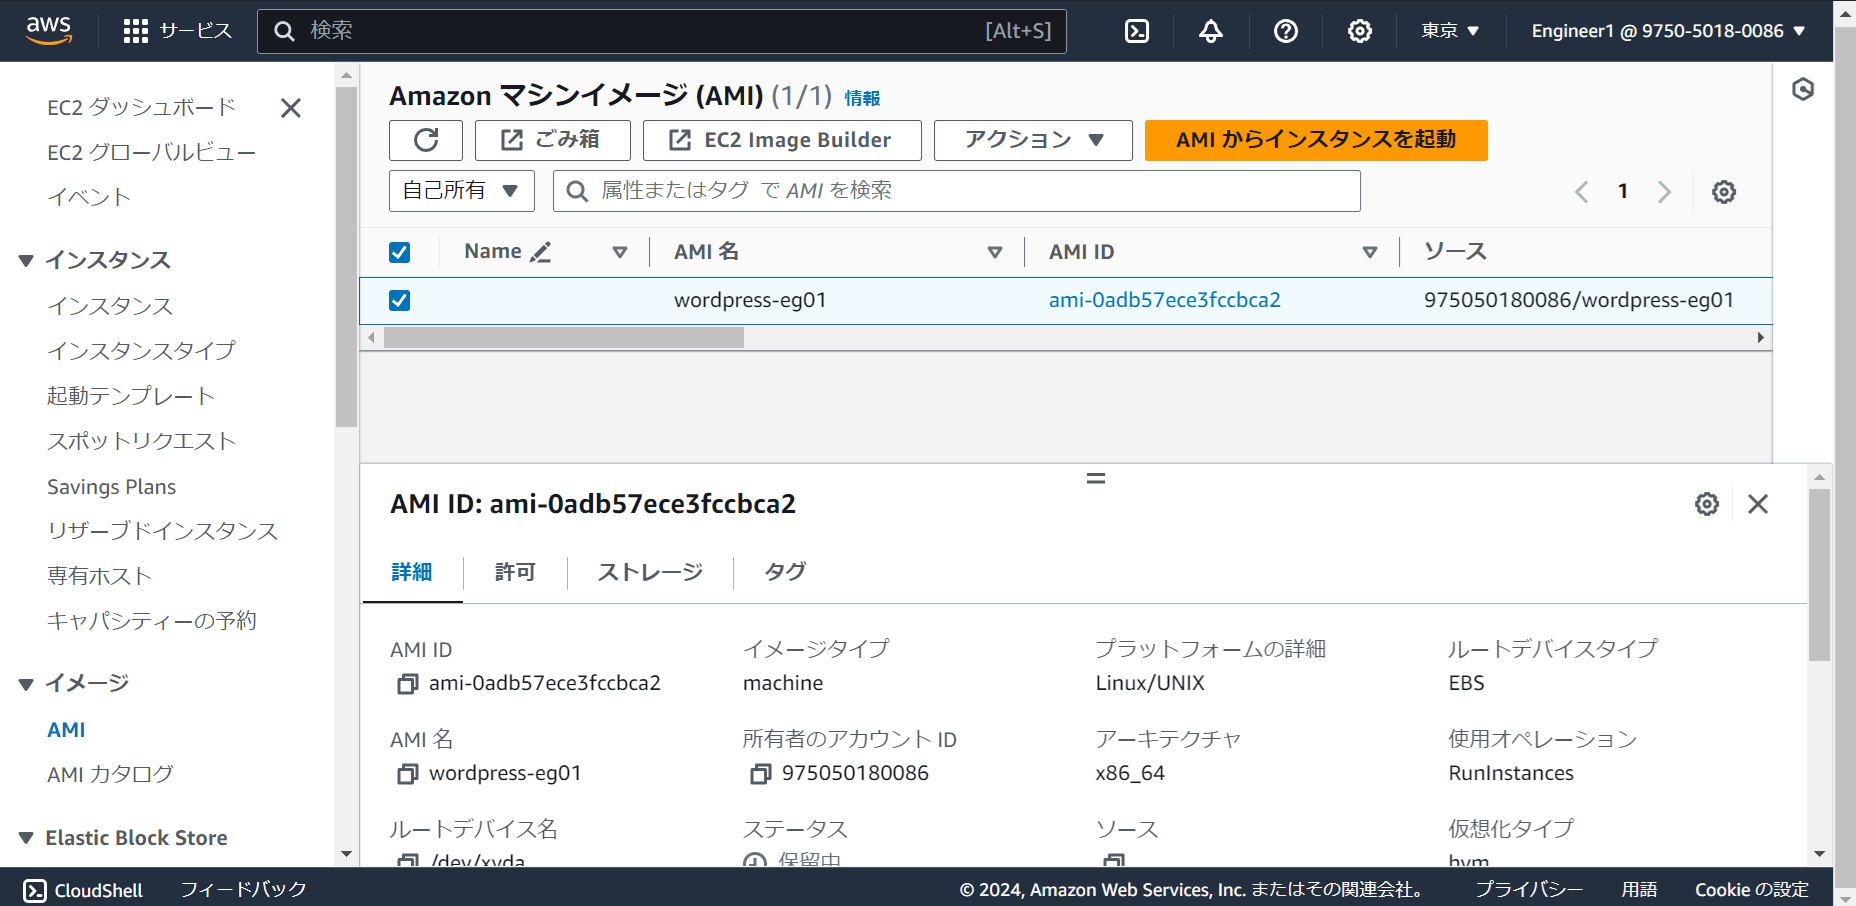 aws
サービス
検索
[Alt+S]
東京
Engineer1 @ 9750-5018-0086
EC2 ダッシュボード
EC2 グローバルビュー
イベント
インスタンス
インスタンス
インスタンスタイプ
起動テンプレート
スポットリクエスト
Savings Plans
リザーブドインスタンス
専有ホスト
キャパシティーの予約
イメージ
AMI
AMI カタログ
Elastic Block Store
Amazon マシンイメージ (AMI) (1/1) 情報
ごみ箱
EC2 Image Builder
アクション
AMI からインスタンスを起動
自己所有
属性またはタグ で AMI を検索
1
Name
AMI 名
AMI ID
ソース
wordpress-eg01
ami-0adb57ece3fccbca2
975050180086/wordpress-eg01
AMI ID: ami-0adb57ece3fccbca2
詳細
許可
ストレージ
タグ
AMI ID
イメージタイプ
プラットフォームの詳細
ルートデバイスタイプ
ami-0adb57ece3fccbca2
machine
Linux/UNIX
EBS
AMI 名
所有者のアカウント ID
アーキテクチャ
使用オペレーション
wordpress-eg01
975050180086
x86_64
RunInstances
ルートデバイス名
ステータス
ソース
仮想化タイプ
/dev/xvda
保留中
hvm
CloudShell
フィードバック
© 2024, Amazon Web Services, Inc. またはその関連会社。
プライバシー
用語
Cookie の設定